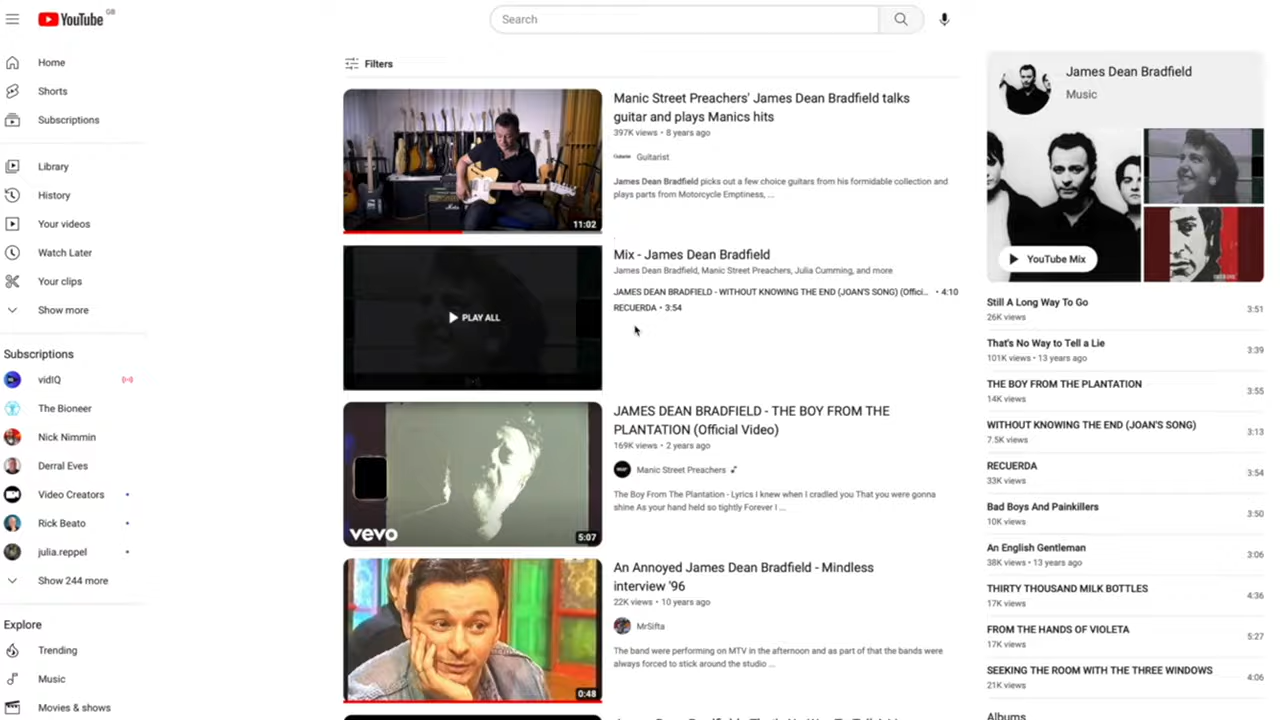 YouTube GB
Search
Home
Shorts
Subscriptions
Library
History
Your videos
Watch Later
Your clips
Show more
Subscriptions
vidIQ
The Bioneer
Nick Nimmin
Derral Eves
Video Creators
Rick Beato
julia.reppel
Show 244 more
Explore
Trending
Music
Movies & shows
Filters
11:02
Manic Street Preachers' James Dean Bradfield talks
guitar and plays Manics hits
397K views • 8 years ago
Guitarist
James Dean Bradfield picks out a few choice guitars from his formidable collection and
plays parts from Motorcycle Emptiness, ...
PLAY ALL
Mix - James Dean Bradfield
James Dean Bradfield, Manic Street Preachers, Julia Cumming, and more
JAMES DEAN BRADFIELD - WITHOUT KNOWING THE END (JOAN'S SONG) (Offici... • 4:10
RECUERDA • 3:54
vevo
5:07
JAMES DEAN BRADFIELD - THE BOY FROM THE
PLANTATION (Official Video)
169K views • 2 years ago
Manic Street Preachers
The Boy From The Plantation - Lyrics I knew when I cradled you That you were gonna
shine As your hand held so tightly Forever I ...
0:48
An Annoyed James Dean Bradfield - Mindless
interview '96
22K views • 10 years ago
MrSifta
The band were performing on MTV in the afternoon and as part of that the bands were
always forced to stick around the studio ...
James Dean Bradfield
Music
YouTube Mix
Still A Long Way To Go
26K views
3:51
That's No Way to Tell a Lie
101K views • 13 years ago
3:39
THE BOY FROM THE PLANTATION
14K views
3:55
WITHOUT KNOWING THE END (JOAN'S SONG)
7.5K views
3:13
RECUERDA
33K views
3:54
Bad Boys And Painkillers
10K views
3:50
An English Gentleman
38K views • 13 years ago
3:06
THIRTY THOUSAND MILK BOTTLES
17K views
4:36
FROM THE HANDS OF VIOLETA
17K views
5:27
SEEKING THE ROOM WITH THE THREE WINDOWS
21K views
4:06
Albums